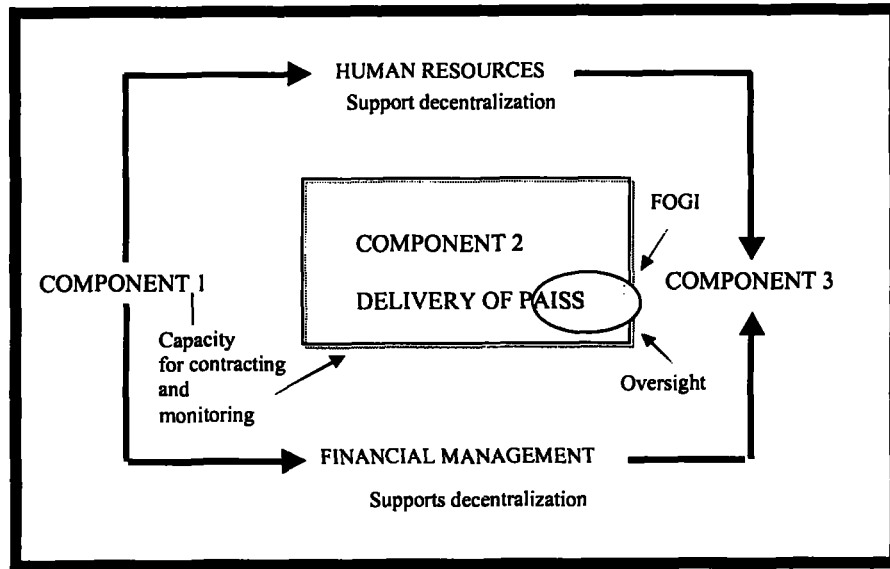 HUMAN RESOURCES
Support decentralization
FOGI
COMPONENT 2
COMPONENT 1
COMPONENT 3
DELIVERY OF PAISS
Capacity
for contracting
and
monitoring
Oversight
FINANCIAL MANAGEMENT
Supports decentralization